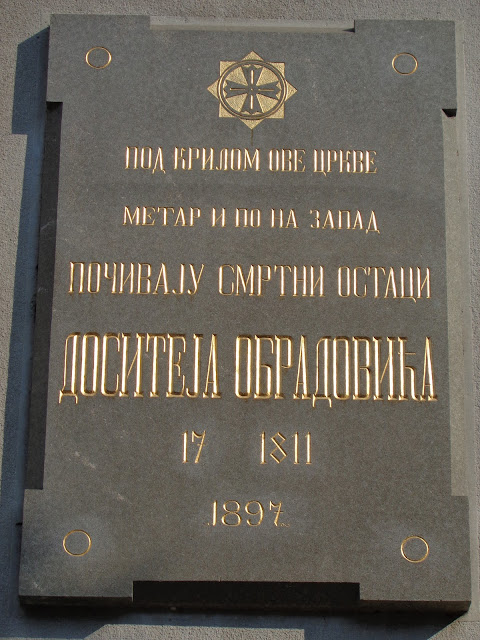 ПОД КРИЛОМ ОВЕ ЦРКВЕ
МЕТАР И ПО НА ЗАПАД
ПОЧИВАЈУ СМРТНИ ОСТАЦИ
ДОСИТЕЈА ОБРАДОВИЋА
17 1811
1897.